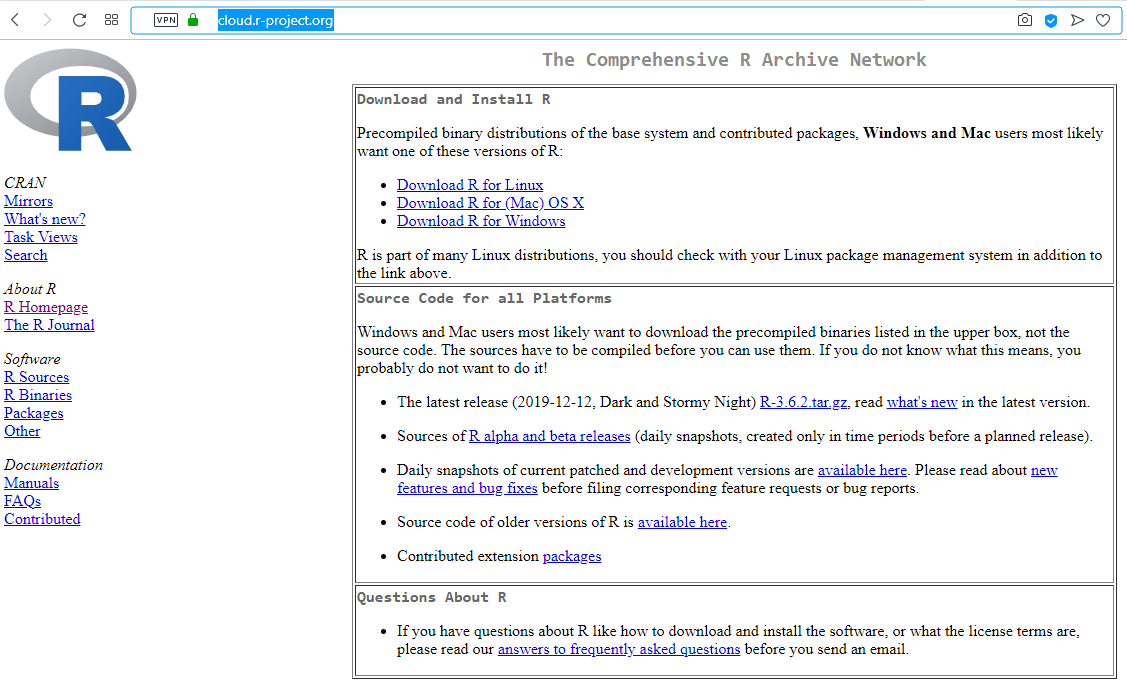 VPN cloud.r-project.org
R
The Comprehensive R Archive Network
CRAN
Mirrors
What's new?
Task Views
Search
About R
R Homepage
The R Journal
Software
R Sources
R Binaries
Packages
Other
Documentation
Manuals
FAQs
Contributed
Download and Install R
Precompiled binary distributions of the base system and contributed packages, Windows and Mac users most likely
want one of these versions of R:
Download R for Linux
Download R for (Mac) OS X
Download R for Windows
R is part of many Linux distributions, you should check with your Linux package management system in addition to
the link above.
Source Code for all Platforms
Windows and Mac users most likely want to download the precompiled binaries listed in the upper box, not the
source code. The sources have to be compiled before you can use them. If you do not know what this means, you
probably do not want to do it!
The latest release (2019-12-12, Dark and Stormy Night) R-3.6.2.tar.gz, read what's new in the latest version.
Sources of R alpha and beta releases (daily snapshots, created only in time periods before a planned release).
Daily snapshots of current patched and development versions are available here. Please read about new
features and bug fixes before filing corresponding feature requests or bug reports.
Source code of older versions of R is available here.
Contributed extension packages
Questions About R
If you have questions about R like how to download and install the software, or what the license terms are,
please read our answers to frequently asked questions before you send an email.